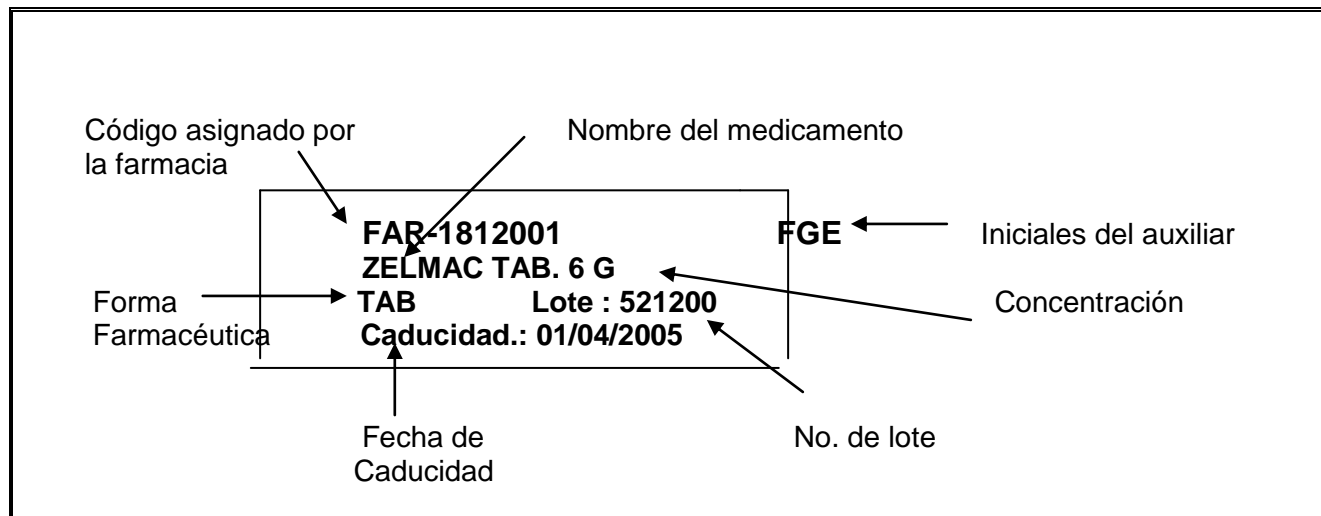 Código asignado por
la farmacia
Nombre del medicamento
FAR-1812001 FGE
Iniciales del auxiliar
ZELMAC TAB. 6 G
Forma
Farmacéutica
TAB Lote : 521200
Concentración
Caducidad.: 01/04/2005
Fecha de
Caducidad
No. de lote